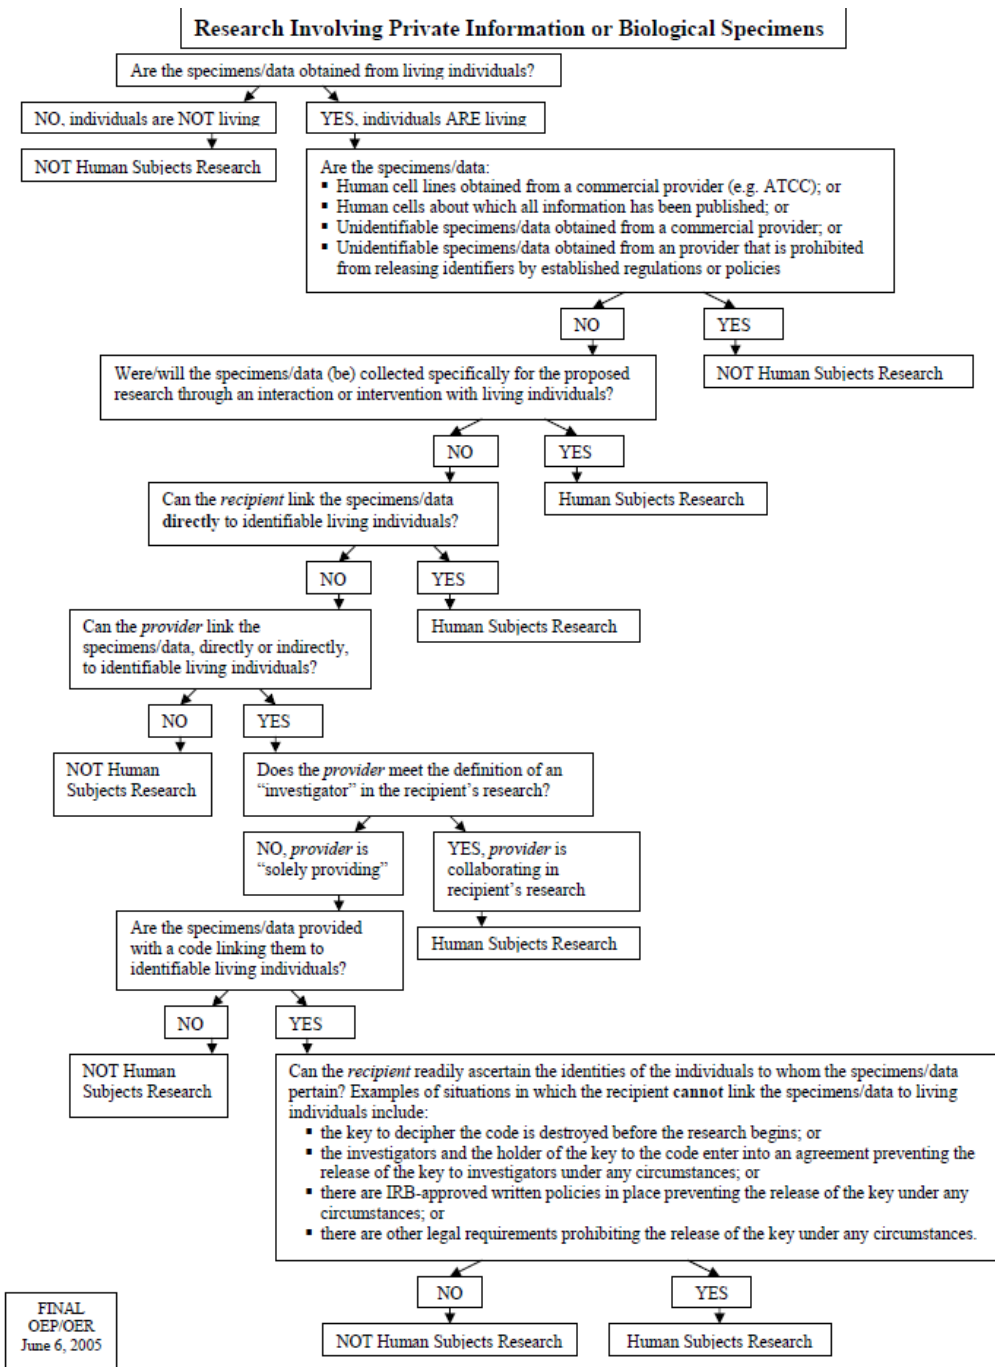 Research Involving Private Information or Biological Specimens
Are the specimens/data obtained from living individuals?
NO, individuals are NOT living
YES, individuals ARE living
NOT Human Subjects Research
Are the specimens/data:
▪ Human cell lines obtained from a commercial provider (e.g. ATCC); or
▪ Human cells about which all information has been published; or
▪ Unidentifiable specimens/data obtained from a commercial provider; or
▪ Unidentifiable specimens/data obtained from an provider that is prohibited
from releasing identifiers by established regulations or policies
NO
YES
NOT Human Subjects Research
Were/will the specimens/data (be) collected specifically for the proposed
research through an interaction or intervention with living individuals?
NO
YES
Human Subjects Research
Can the recipient link the specimens/data
directly to identifiable living individuals?
NO
YES
Human Subjects Research
Can the provider link the
specimens/data, directly or indirectly,
to identifiable living individuals?
NO
YES
NOT Human
Subjects Research
Does the provider meet the definition of an
“investigator” in the recipient’s research?
NO, provider is
“solely providing”
YES, provider is
collaborating in
recipient’s research
Human Subjects Research
Are the specimens/data provided
with a code linking them to
identifiable living individuals?
NO
YES
NOT Human
Subjects Research
Can the recipient readily ascertain the identities of the individuals to whom the specimens/data
pertain? Examples of situations in which the recipient cannot link the specimens/data to living
individuals include:
▪ the key to decipher the code is destroyed before the research begins; or
▪ the investigators and the holder of the key to the code enter into an agreement preventing the
release of the key to investigators under any circumstances; or
▪ there are IRB-approved written policies in place preventing the release of the key under any
circumstances; or
▪ there are other legal requirements prohibiting the release of the key under any circumstances.
NO
YES
NOT Human Subjects Research
Human Subjects Research
FINAL
OEP/OER
June 6, 2005